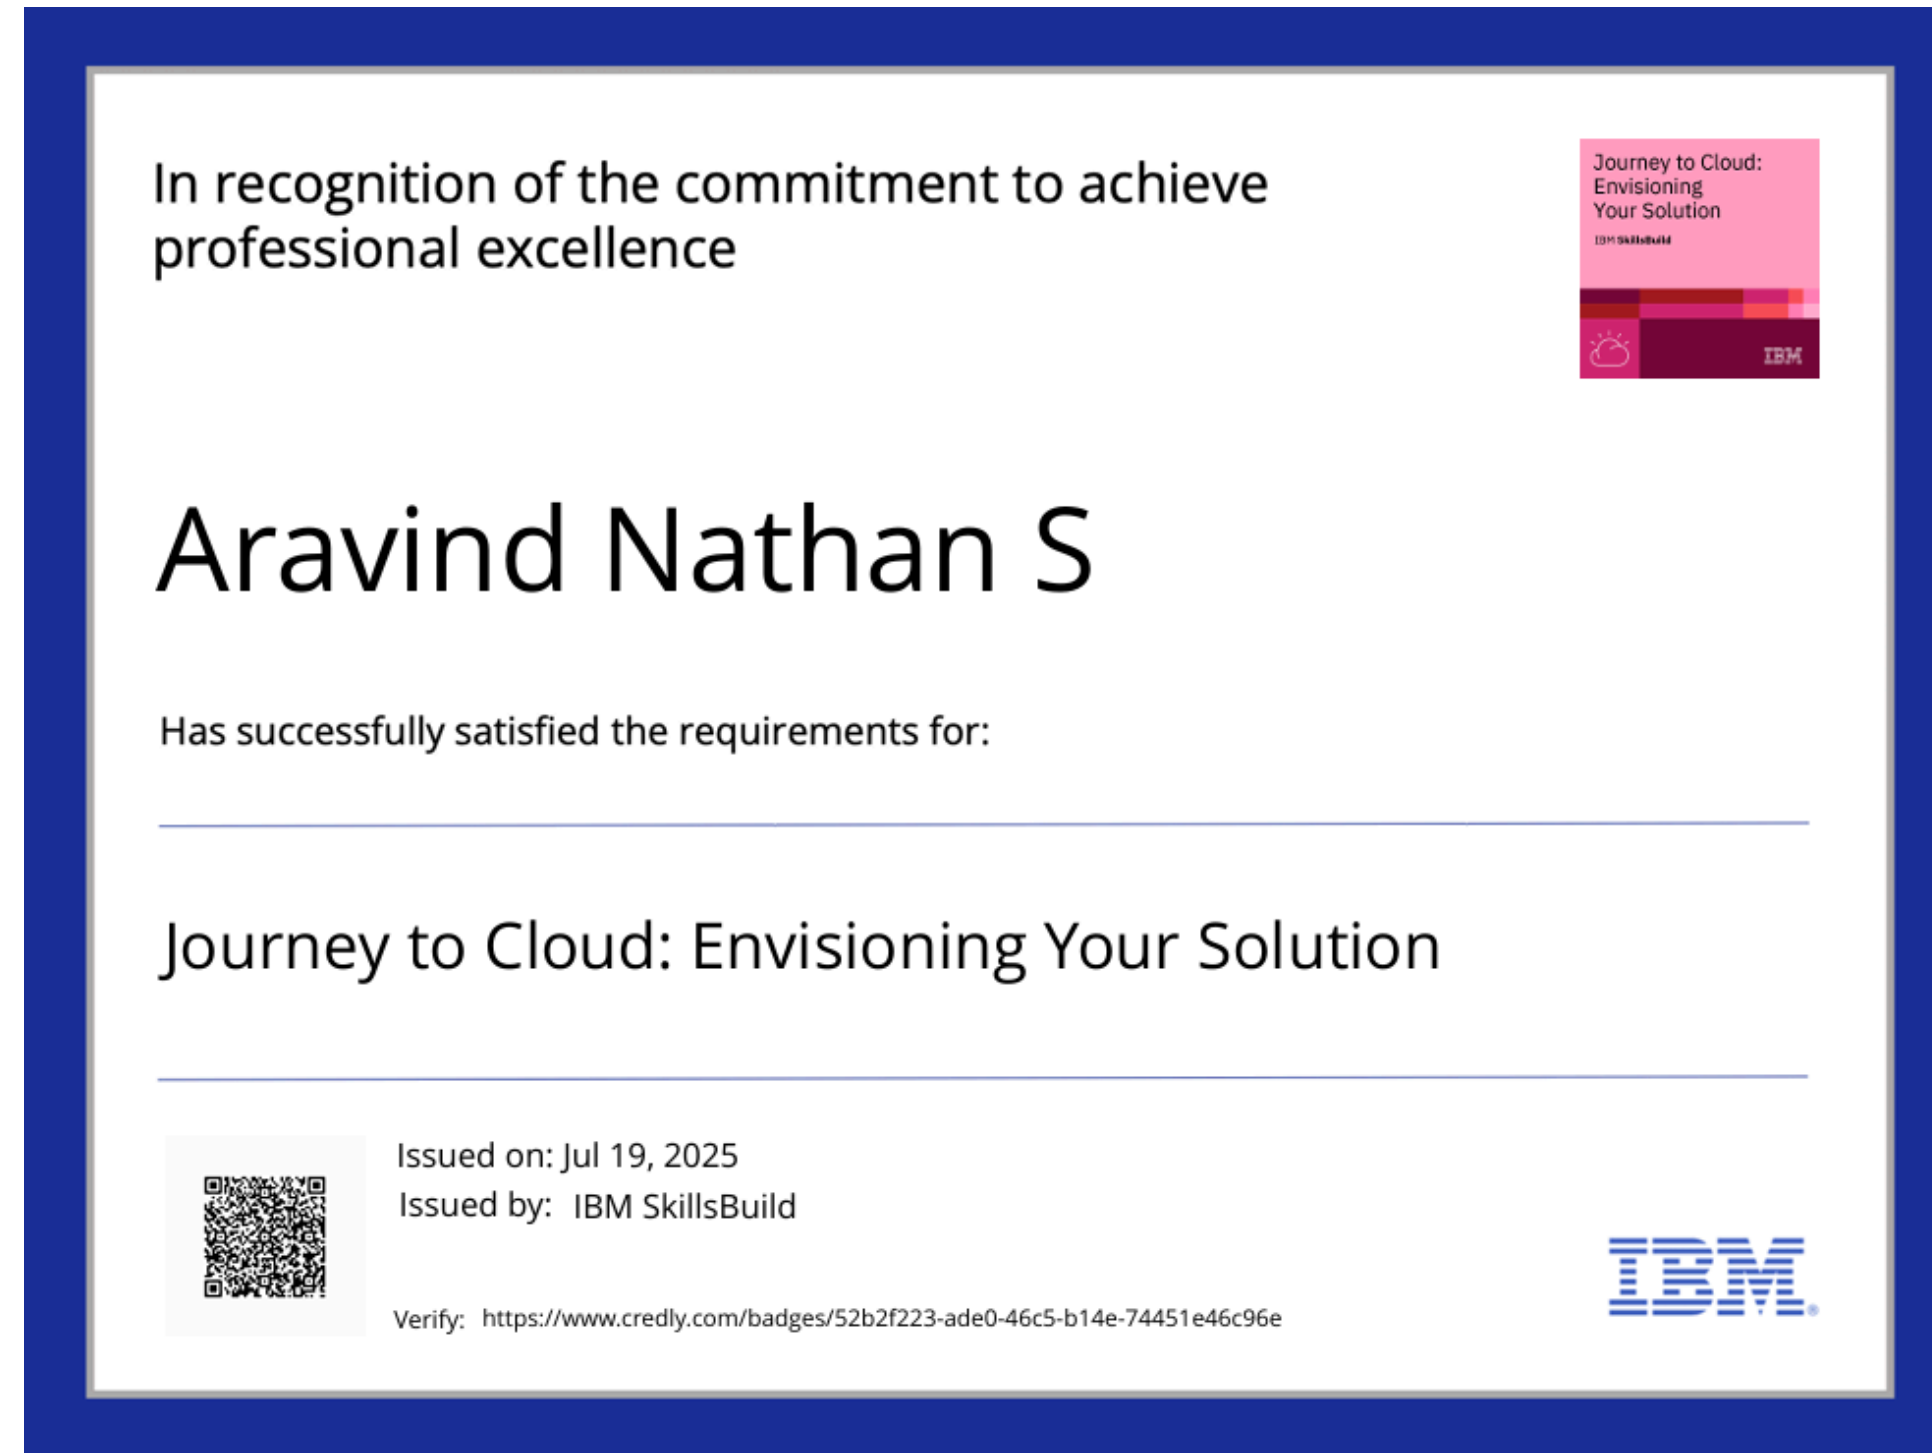 In recognition of the commitment to achieve
professional excellence
Journey to Cloud:
Envisioning
Your Solution
IBM SkillsBuild
IBM
Aravind Nathan S
Has successfully satisfied the requirements for:
Journey to Cloud: Envisioning Your Solution
Issued on: Jul 19, 2025
Issued by: IBM SkillsBuild
Verify: https://www.credly.com/badges/52b2f223-ade0-46c5-b14e-74451e46c96e
IBM®